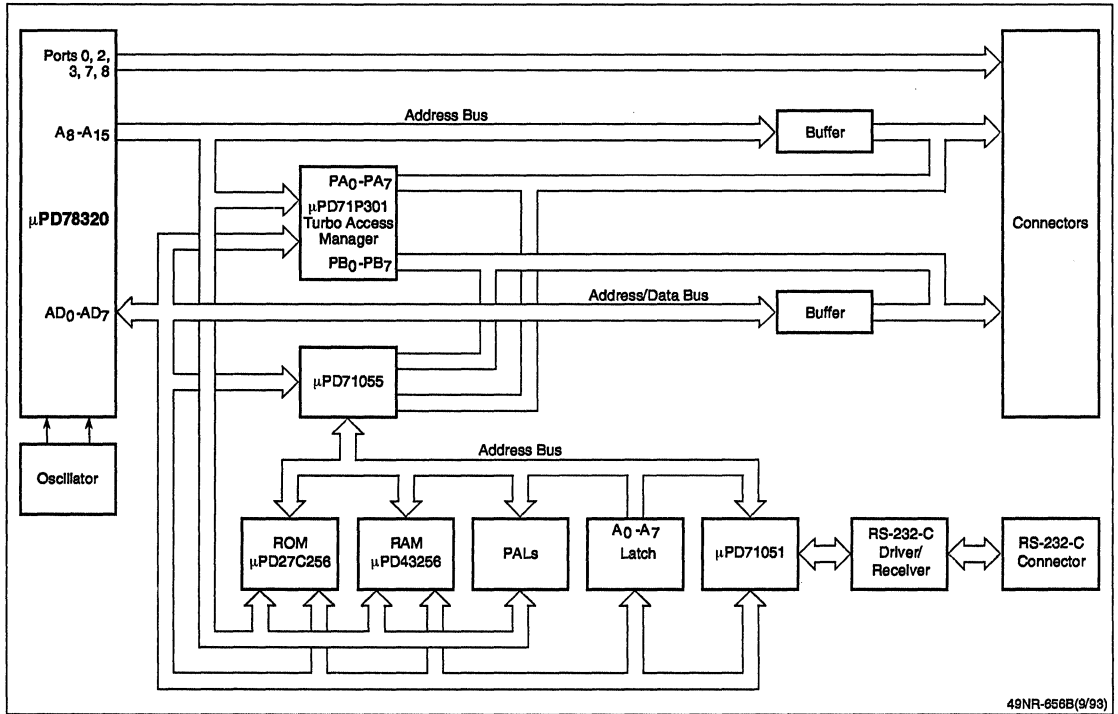 Ports 0, 2,
3, 7, 8
A8-A15
µPD78320
AD0-AD7
Oscillator
Address Bus
Buffer
PA0-PA7
µPD71P301
Turbo Access
Manager
PB0-PB7
Connectors
Address/Data Bus
Buffer
µPD71055
Address Bus
ROM
µPD27C256
RAM
µPD43256
PALs
A0-A7
Latch
µPD71051
RS-232-C
Driver/
Receiver
RS-232-C
Connector
49NR-656B(9/93)